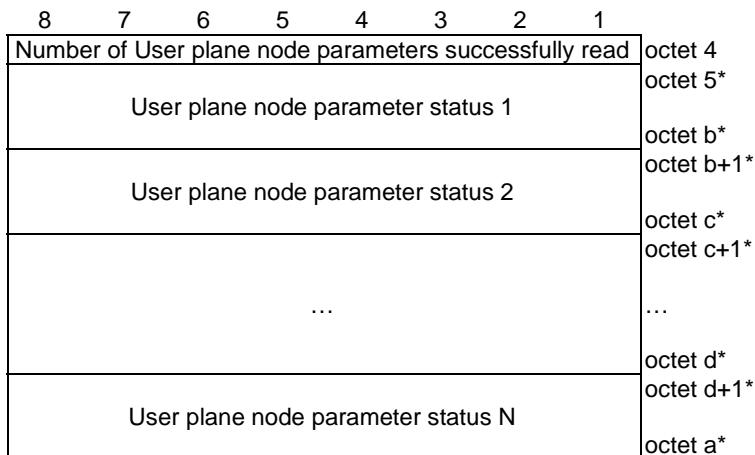 8 7 6 5 4 3 2 1
Number of User plane node parameters successfully read octet 4
octet 5*
User plane node parameter status 1
octet b*
octet b+1*
User plane node parameter status 2
octet c*
octet c+1*
… …
octet d*
octet d+1*
User plane node parameter status N
octet a*